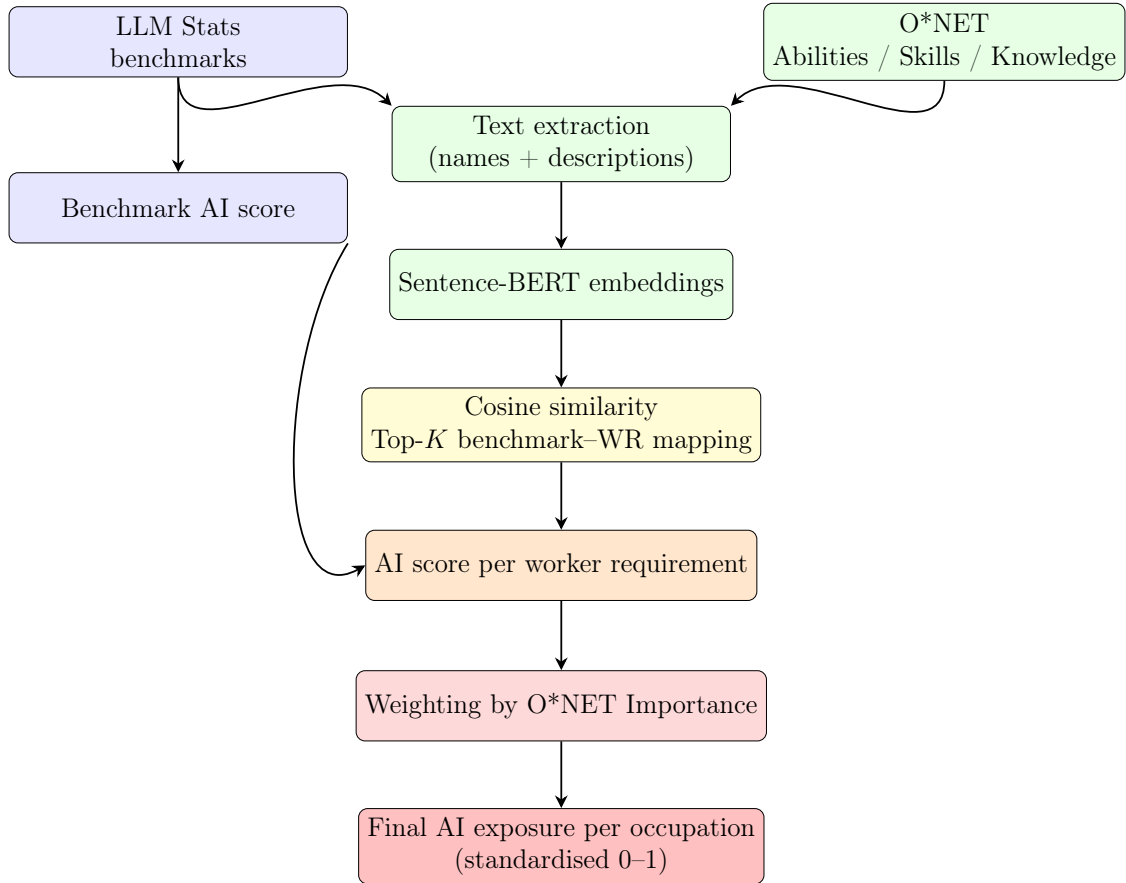 LLM Stats
benchmarks
O*NET
Abilities / Skills / Knowledge
Text extraction
(names + descriptions)
Benchmark AI score
Sentence-BERT embeddings
Cosine similarity
Top-K benchmark–WR mapping
AI score per worker requirement
Weighting by O*NET Importance
Final AI exposure per occupation
(standardised 0–1)